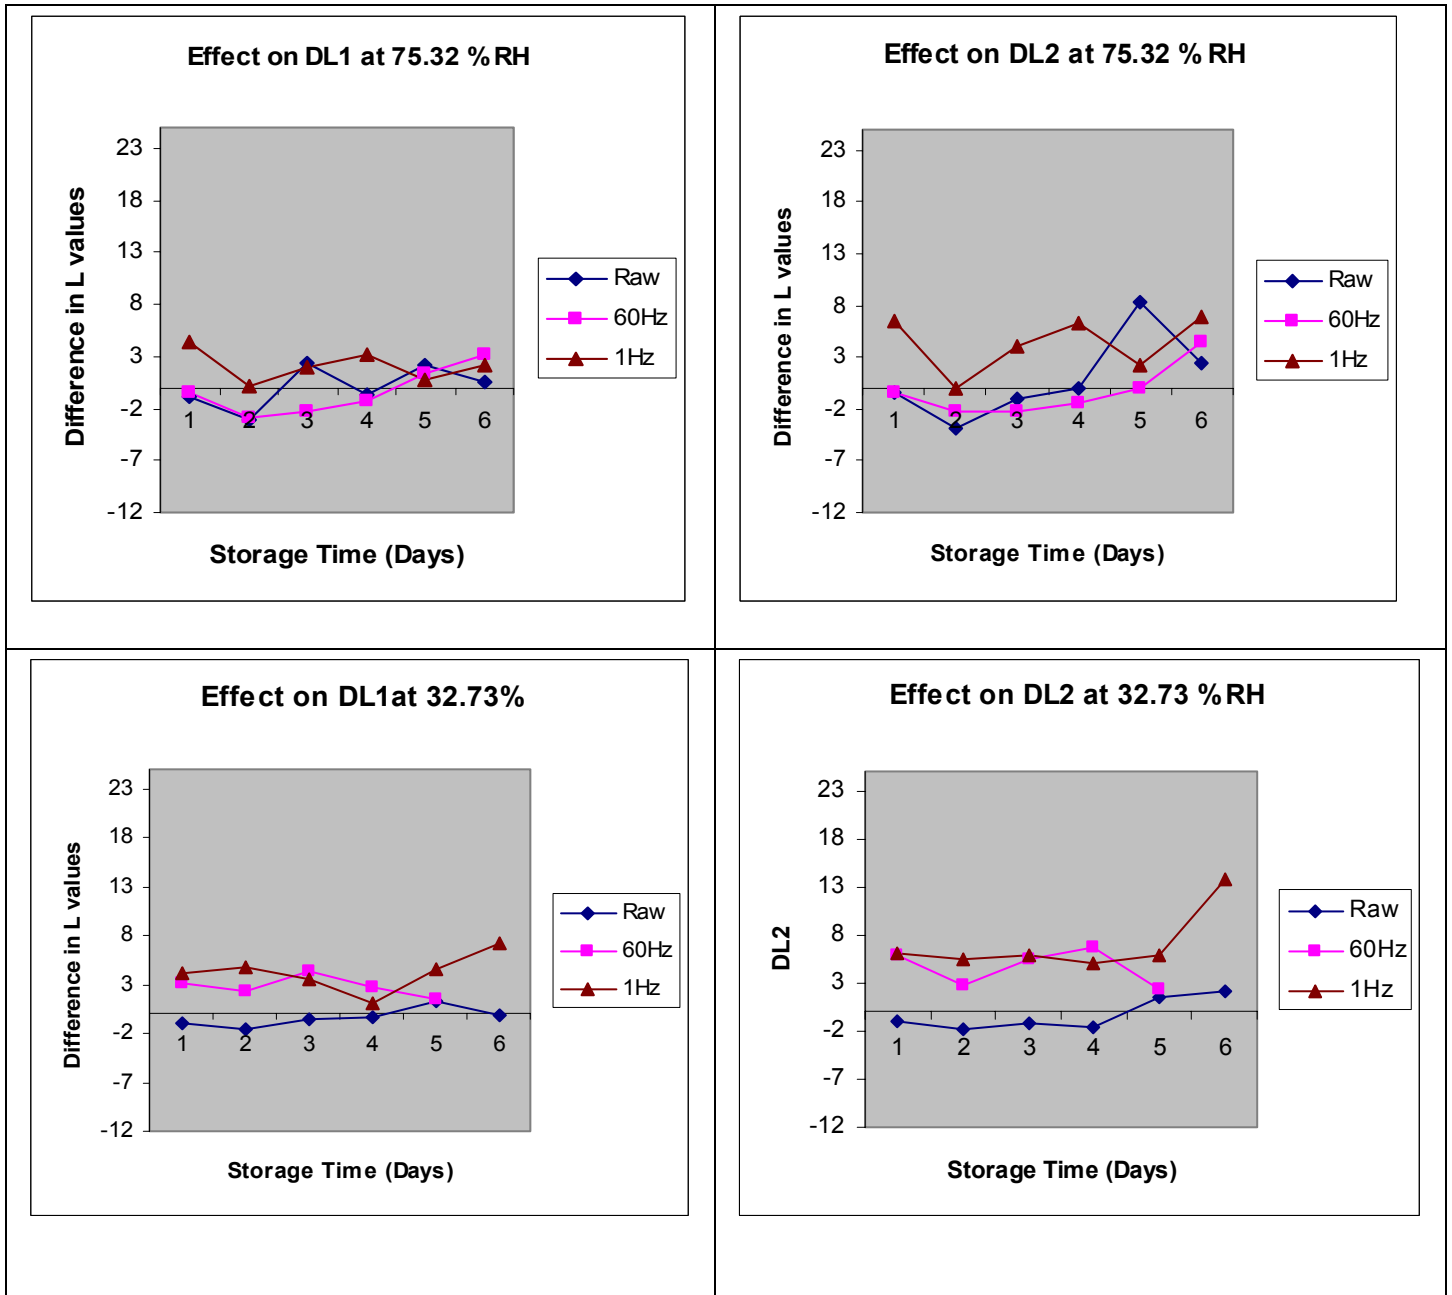 Effect on DL1 at 75.32 %RH
Difference in L values
23
18
13
8
3
-2
-7
-12
1 2 3 4 5 6
Storage Time (Days)
Raw
60Hz
1Hz
Effect on DL2 at 75.32 %RH
Difference in L values
23
18
13
8
3
-2
-7
-12
1 2 3 4 5 6
Storage Time (Days)
Raw
60Hz
1Hz
Effect on DL1at 32.73%
Difference in L values
23
18
13
8
3
-2
-7
-12
1 2 3 4 5 6
Storage Time (Days)
Raw
60Hz
1Hz
Effect on DL2 at 32.73 %RH
DL2
23
18
13
8
3
-2
-7
-12
1 2 3 4 5 6
Storage Time (Days)
Raw
60Hz
1Hz